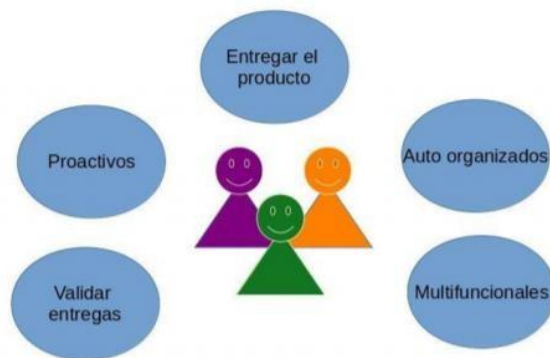 Entregar el
producto
Proactivos
Auto organizados
Validar
entregas
Multifuncionales